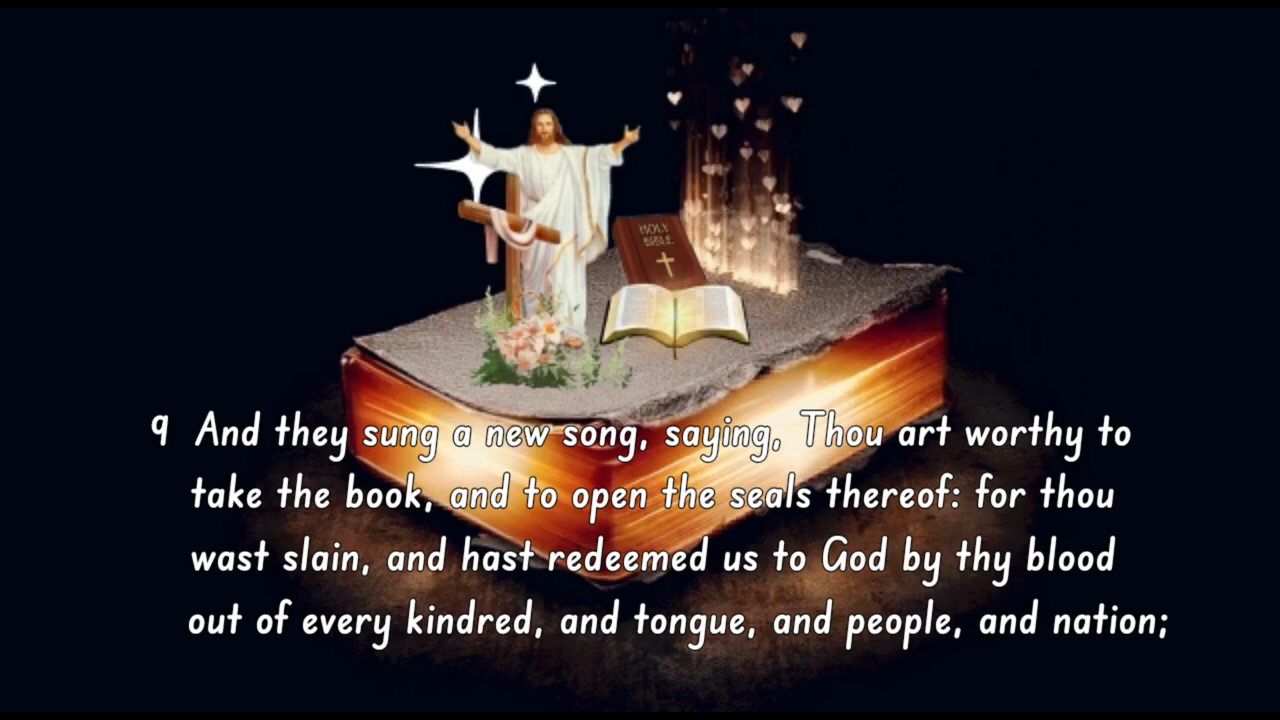 HOLY
BIBLE
9 And they sung a new song, saying, Thou art worthy to
take the book, and to open the seals thereof: for thou
wast slain, and hast redeemed us to God by thy blood
out of every kindred, and tongue, and people, and nation;